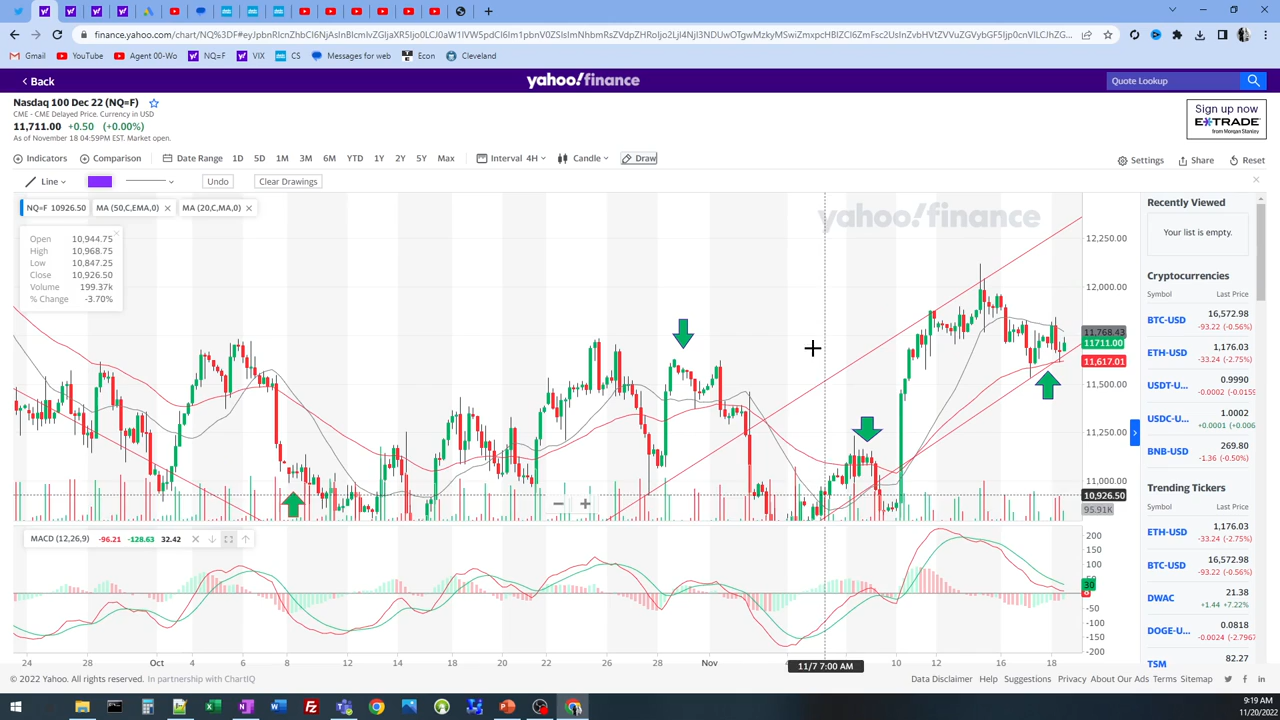 finance.yahoo.com/chart/NQ%3DF#
Gmail YouTube Agent 00-Wo NQ=F VIX CS Messages for web Econ Cleveland
Back
yahoo!finance
Quote Lookup
Nasdaq 100 Dec 22 (NQ=F)
CME - CME Delayed Price. Currency in USD
11,711.00 +0.50 (+0.00%)
As of November 18 04:59PM EST. Market open.
Sign up now
E*TRADE
from Morgan Stanley
Indicators Comparison Date Range 1D 5D 1M 3M 6M YTD 1Y 2Y 5Y Max Interval 4H Candle Draw Settings Share Reset
Line Undo Clear Drawings
NQ=F 10926.50 MA (50,C,EMA,0) MA (20,C,MA,0)
yahoo!finance
Open 10,944.75
High 10,968.75
Low 10,847.25
Close 10,926.50
Volume 199.37k
% Change -3.70%
12,250.00
12,000.00
11,768.43
11711.00
11,617.01
11,500.00
11,250.00
11,000.00
10,926.50
95.91K
MACD (12,26,9) -96.21 -128.63 32.42
200
150
100
50
30
-50
-100
-150
-200
24 28 Oct 4 6 8 12 14 18 20 26 28 Nov 11/7 7:00 AM 10 12 16 18
Recently Viewed
Your list is empty.
Cryptocurrencies
Symbol Last Price
BTC-USD 16,572.98
-93.22 (-0.56%)
ETH-USD 1,176.03
-33.24 (-2.75%)
USDT-U... 0.9990
-0.0002 (-0.015
USDC-U... 1.0002
+0.0001 (+0.006
BNB-USD 269.80
-1.36 (-0.50%)
Trending Tickers
Symbol Last Price
ETH-USD 1,176.03
-33.24 (-2.75%)
BTC-USD 16,572.98
-93.22 (-0.56%)
DWAC 21.38
+1.44 +7.22%
DOGE-U... 0.0818
-0.0024 (-2.796
TSM 82.27
© 2022 Yahoo. All rights reserved. In partnership with ChartIQ
Data Disclaimer Help Suggestions Privacy About Our Ads Terms Sitemap
9:19 AM
11/20/2022